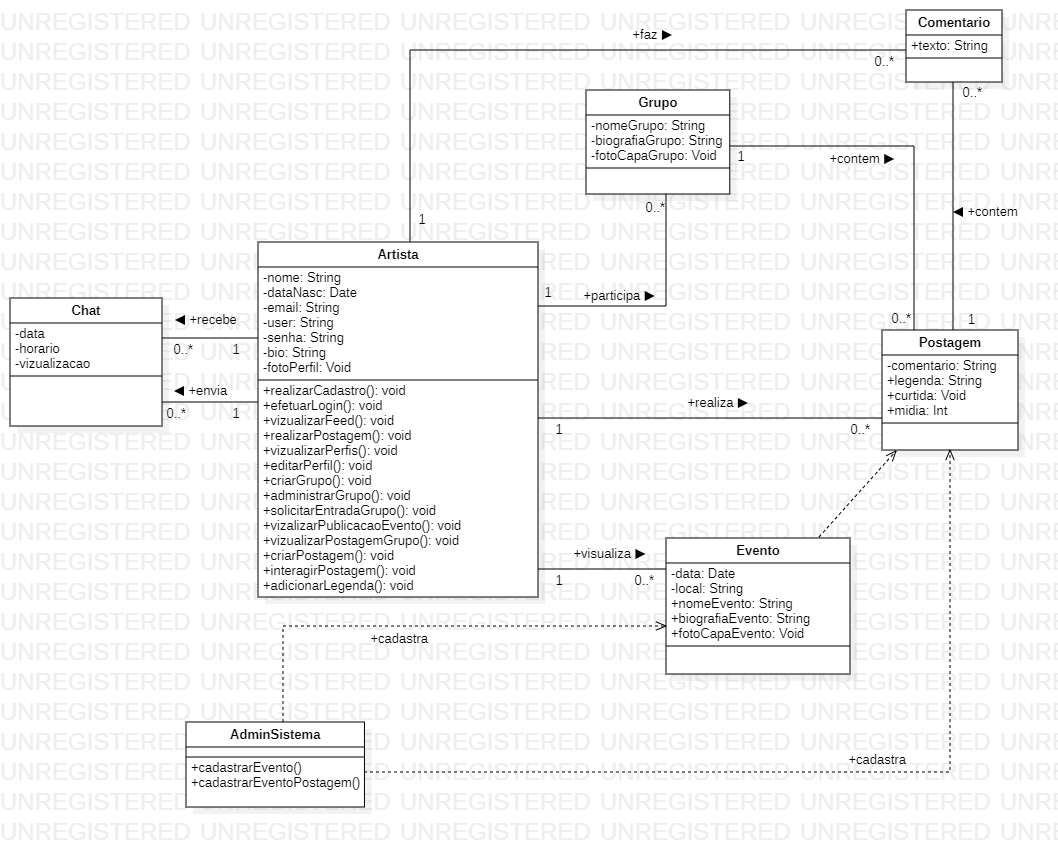 Comentario
+texto: String
+faz ▶
0..*
0..*
Grupo
-nomeGrupo: String
-biografiaGrupo: String
-fotoCapaGrupo: Void
1
+contem ▶
0..*
◀ +contem
1
Artista
-nome: String
-dataNasc: Date
-email: String
-user: String
-senha: String
-bio: String
-fotoPerfil: Void
+realizarCadastro(): void
+efetuarLogin(): void
+vizualizarFeed(): void
+realizarPostagem(): void
+vizualizarPerfis(): void
+editarPerfil(): void
+criarGrupo(): void
+administrarGrupo(): void
+solicitarEntradaGrupo(): void
+vizalizarPublicacaoEvento(): void
+vizualizarPostagemGrupo(): void
+criarPostagem(): void
+interagirPostagem(): void
+adicionarLegenda(): void
1
+participa ▶
Chat
-data
-horario
-vizualizacao
◀ +recebe
0..*
1
◀ +envia
0..*
1
0..*
1
Postagem
-comentario: String
+legenda: String
+curtida: Void
+midia: Int
+realiza ▶
1
0..*
Evento
-data: Date
-local: String
+nomeEvento: String
+biografiaEvento: String
+fotoCapaEvento: Void
+visualiza ▶
1
0..*
+cadastra
AdminSistema
+cadastrarEvento()
+cadastrarEventoPostagem()
+cadastra
UNREGISTERED